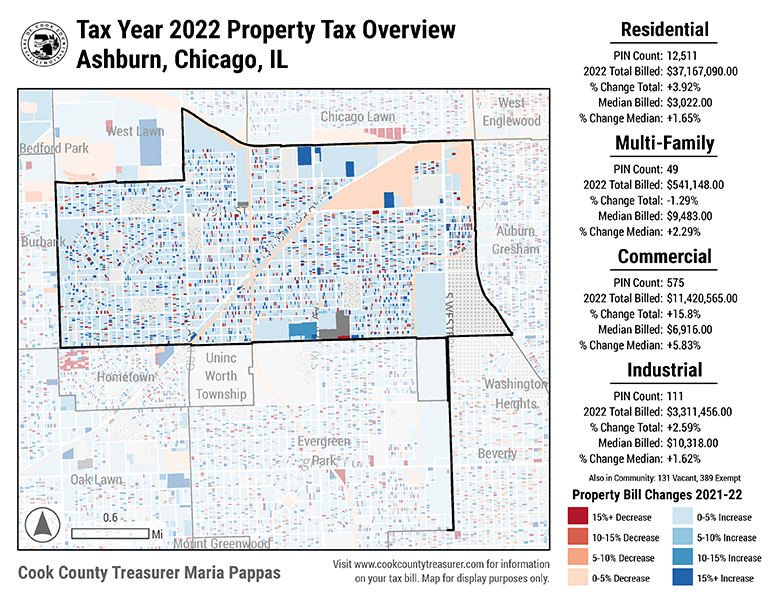 Tax Year 2022 Property Tax Overview
Ashburn, Chicago, IL
West Lawn
Bedford Park
Chicago Lawn
West
Englewood
Burbank
Auburn
Gresham
S WESTE
Hometown
Uninc
Worth
Township
Washington
Heights
Evergreen
Park
Beverly
Oak Lawn
Mount Greenwood
0.6
Mi
Residential
PIN Count: 12,511
2022 Total Billed: $37,167,090.00
% Change Total: +3.92%
Median Billed: $3,022.00
% Change Median: +1.65%
Multi-Family
PIN Count: 49
2022 Total Billed: $541,148.00
% Change Total: -1.29%
Median Billed: $9,483.00
% Change Median: +2.29%
Commercial
PIN Count: 575
2022 Total Billed: $11,420,565.00
% Change Total: +15.8%
Median Billed: $6,916.00
% Change Median: +5.83%
Industrial
PIN Count: 111
2022 Total Billed: $3,311,456.00
% Change Total: +2.59%
Median Billed: $10,318.00
% Change Median: +1.62%
Also in Community: 131 Vacant, 389 Exempt
Property Bill Changes 2021-22
15%+ Decrease
10-15% Decrease
5-10% Decrease
0-5% Decrease
0-5% Increase
5-10% Increase
10-15% Increase
15%+ Increase
Cook County Treasurer Maria Pappas
Visit www.cookcountytreasurer.com for information
on your tax bill. Map for display purposes only.